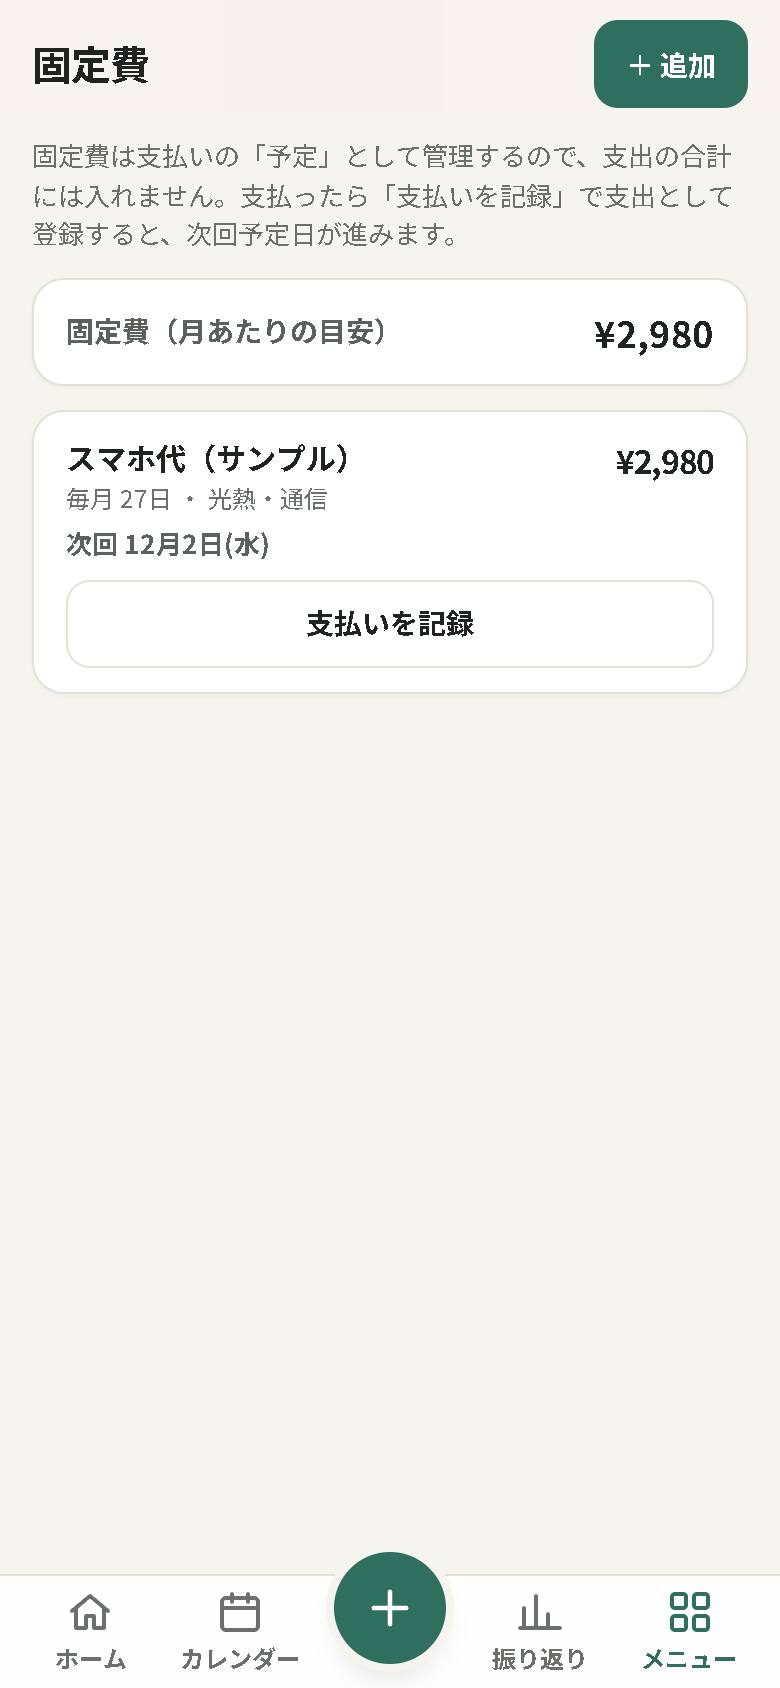 固定費
＋ 追加
固定費は支払いの「予定」として管理するので、支出の合計
には入れません。支払ったら「支払いを記録」で支出として
登録すると、次回予定日が進みます。
固定費（月あたりの目安） ¥2,980
スマホ代（サンプル） ¥2,980
毎月 27日 ・ 光熱・通信
次回 12月2日(水)
支払いを記録
ホーム カレンダー 振り返り メニュー